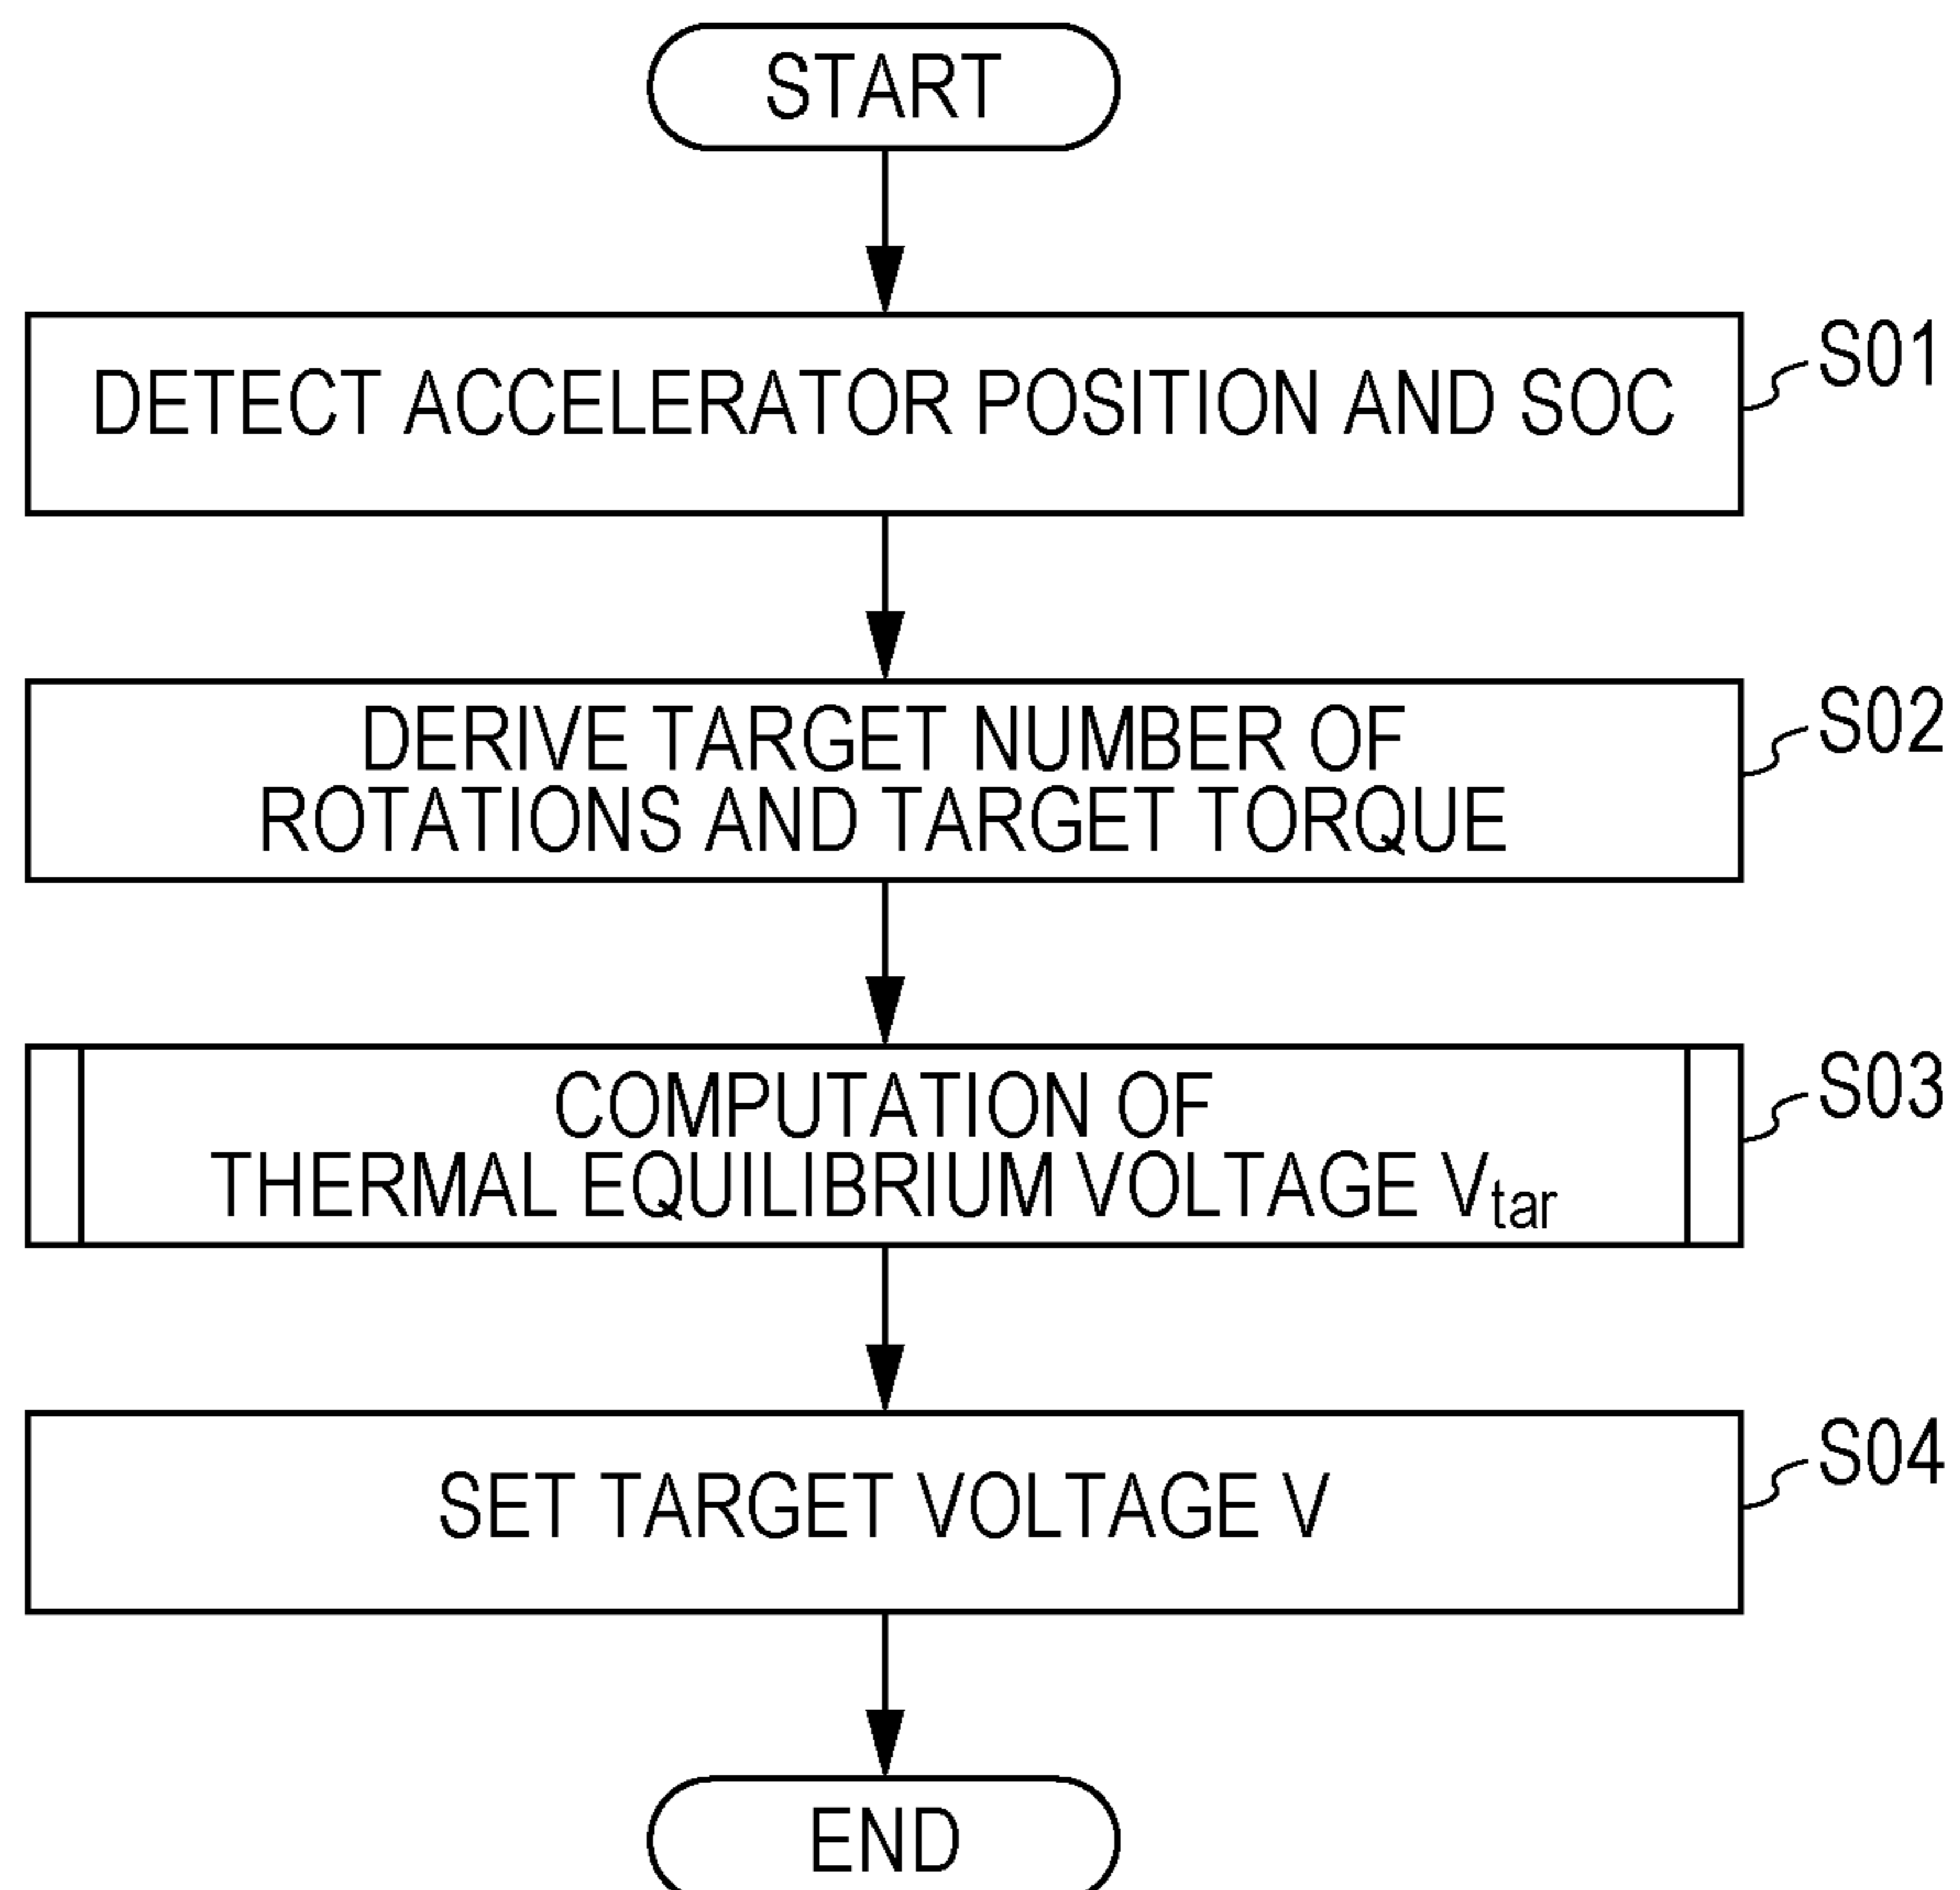 START
DETECT ACCELERATOR POSITION AND SOC
S01
DERIVE TARGET NUMBER OF
ROTATIONS AND TARGET TORQUE
S02
COMPUTATION OF
THERMAL EQUILIBRIUM VOLTAGE Vtar
S03
SET TARGET VOLTAGE V
S04
END